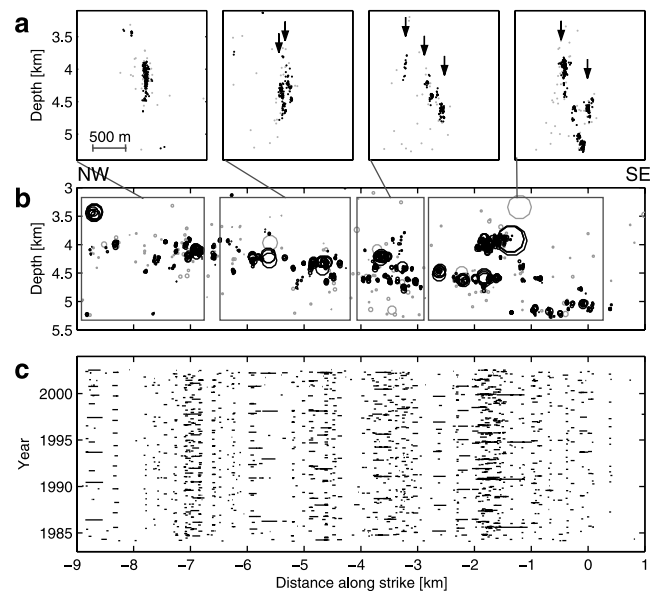 a
Depth [km]
3.5
4
4.5
5
500 m
NW
SE
b
Depth [km]
3
3.5
4
4.5
5
5.5
c
Year
2000
1995
1990
1985
−9 −8 −7 −6 −5 −4 −3 −2 −1 0 1
Distance along strike [km]